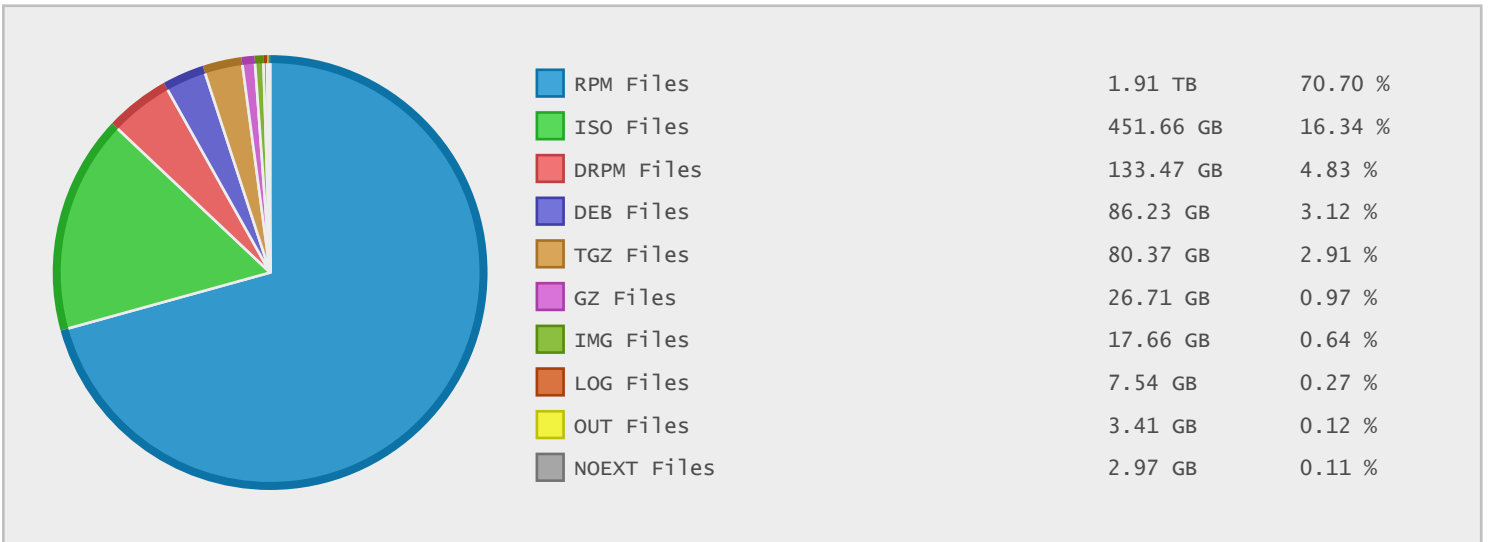 RPM Files 1.91 TB 70.70 %
ISO Files 451.66 GB 16.34 %
DRPM Files 133.47 GB 4.83 %
DEB Files 86.23 GB 3.12 %
TGZ Files 80.37 GB 2.91 %
GZ Files 26.71 GB 0.97 %
IMG Files 17.66 GB 0.64 %
LOG Files 7.54 GB 0.27 %
OUT Files 3.41 GB 0.12 %
NOEXT Files 2.97 GB 0.11 %